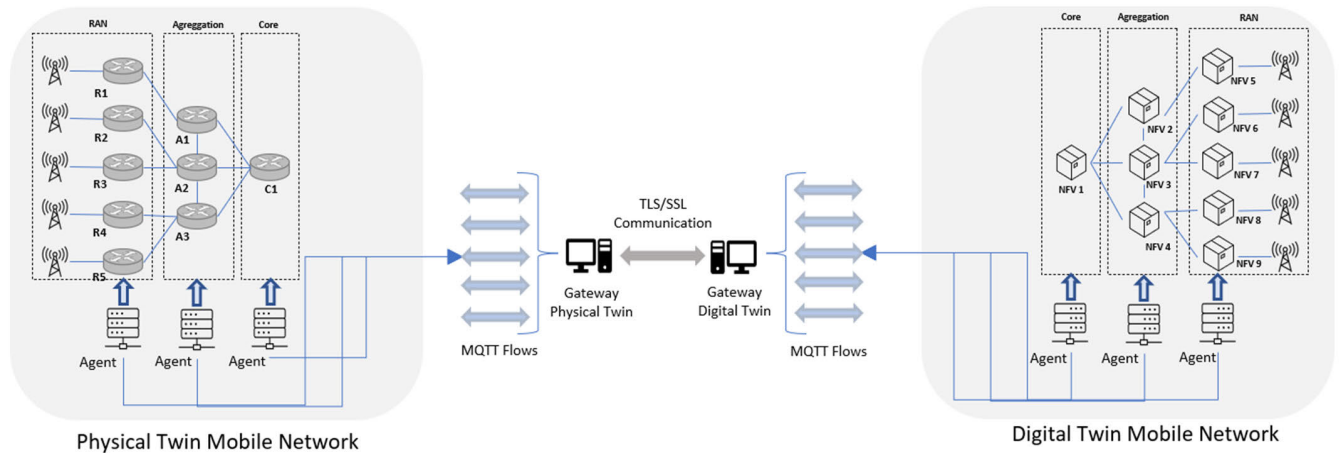 RAN
Agreggation
Core
R1
R2
R3
R4
R5
A1
A2
A3
C1
Agent
Agent
Agent
Physical Twin Mobile Network
MQTT Flows
Gateway
Physical Twin
TLS/SSL
Communication
Gateway
Digital Twin
MQTT Flows
Core
Agreggation
RAN
NFV 1
NFV 2
NFV 3
NFV 4
NFV 5
NFV 6
NFV 7
NFV 8
NFV 9
Agent
Agent
Agent
Digital Twin Mobile Network